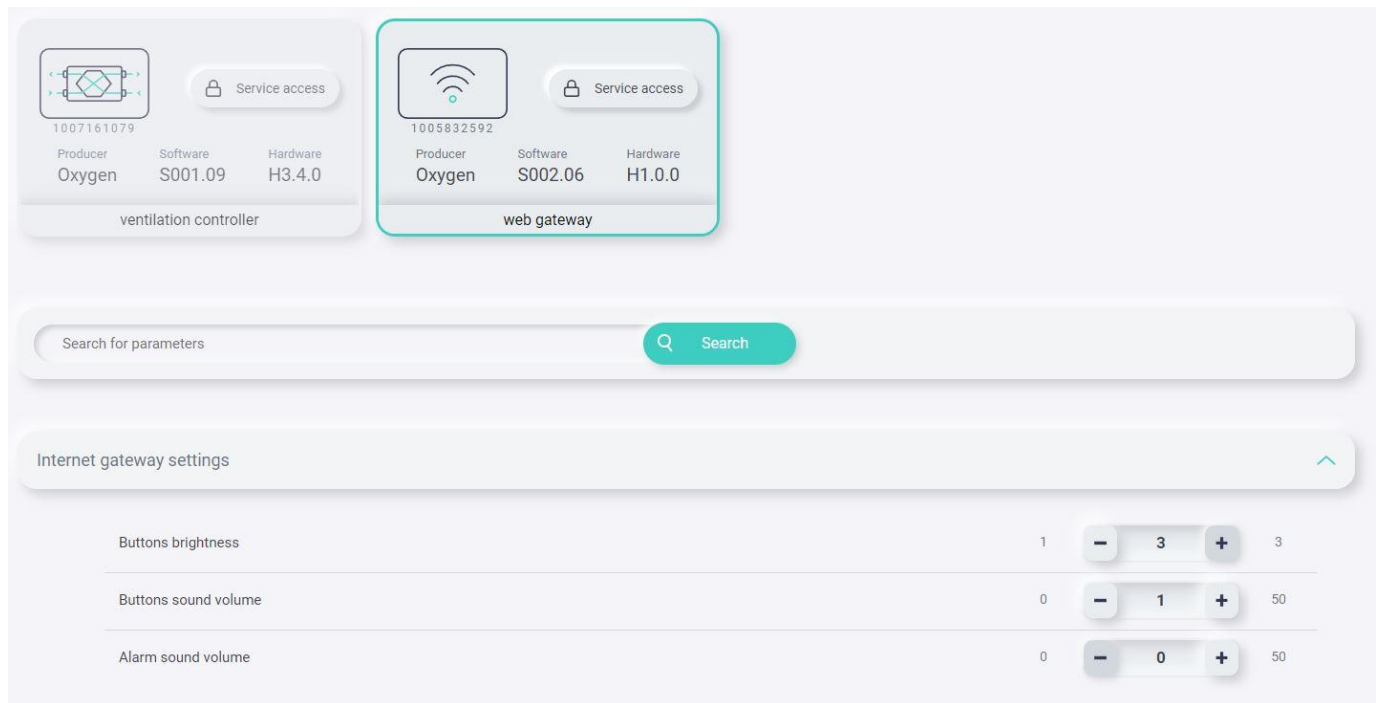 Service access
1007161079
Producer Software Hardware
Oxygen S001.09 H3.4.0
ventilation controller
Service access
1005832592
Producer Software Hardware
Oxygen S002.06 H1.0.0
web gateway
Search for parameters Search
Internet gateway settings
Buttons brightness 1 − 3 + 3
Buttons sound volume 0 − 1 + 50
Alarm sound volume 0 − 0 + 50